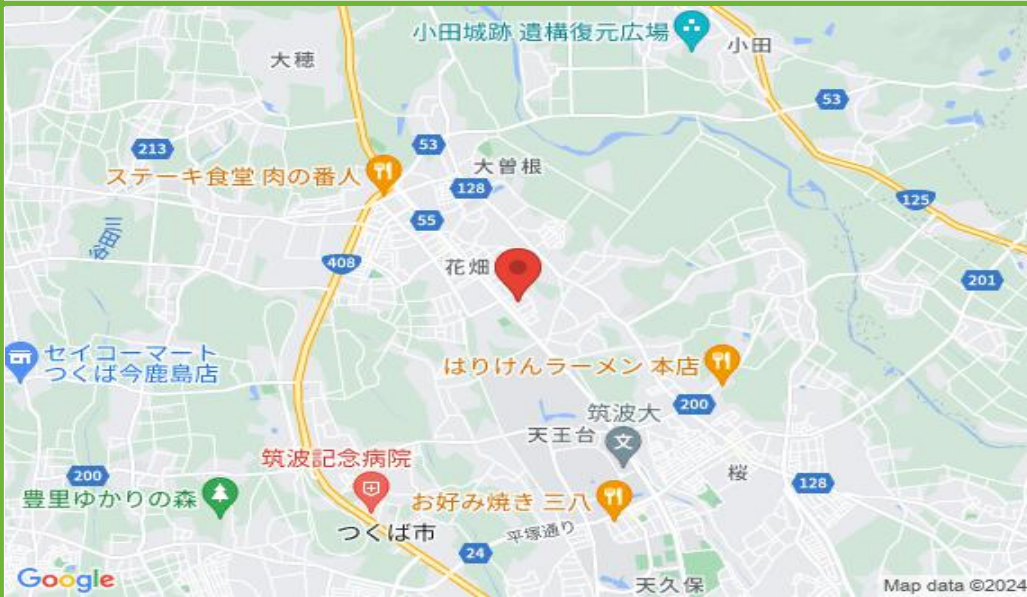 小田城跡 遺構復元広場
小田
大穂
53
213
53
大曽根
ステーキ食堂 肉の番人
128
125
55
花畑
408
201
セイコーマート
つくば今鹿島店
はりけんラーメン 本店
200
筑波大
天王台
筑波記念病院
桜
200
128
豊里ゆかりの森
お好み焼き 三八
つくば市
平塚通り
24
天久保
Google
Map data ©2024